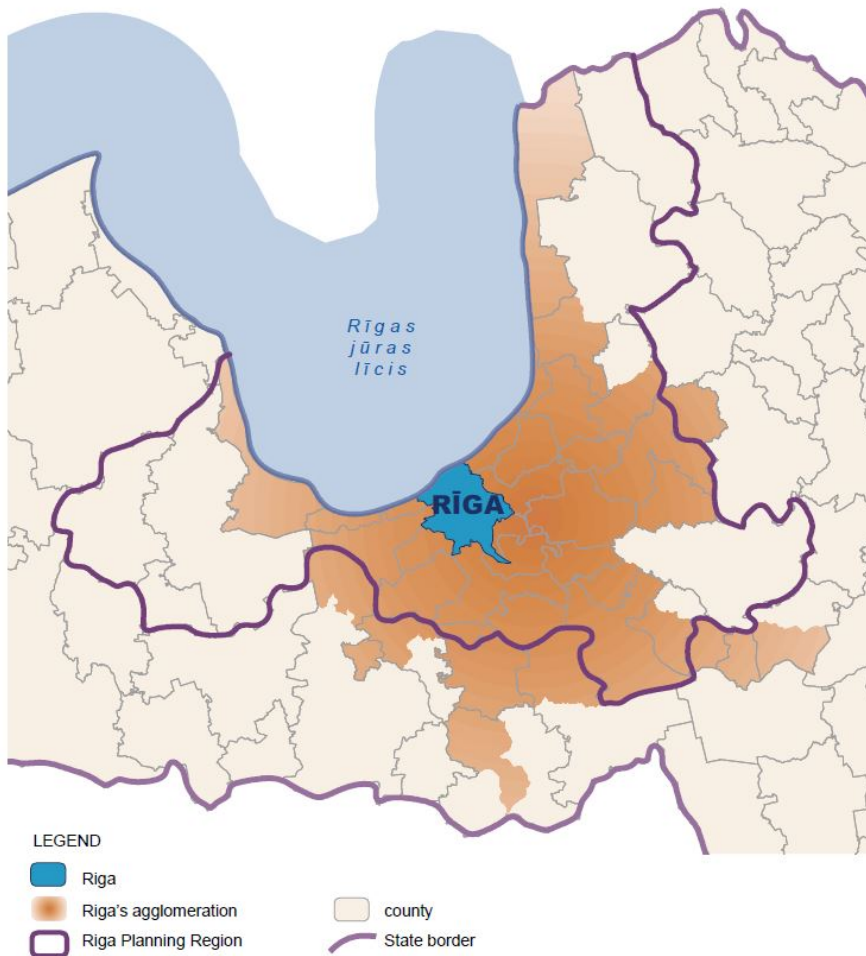 Rīgas
jūras
līcis
RĪGA
LEGEND
Riga
Riga's agglomeration
county
Riga Planning Region
State border